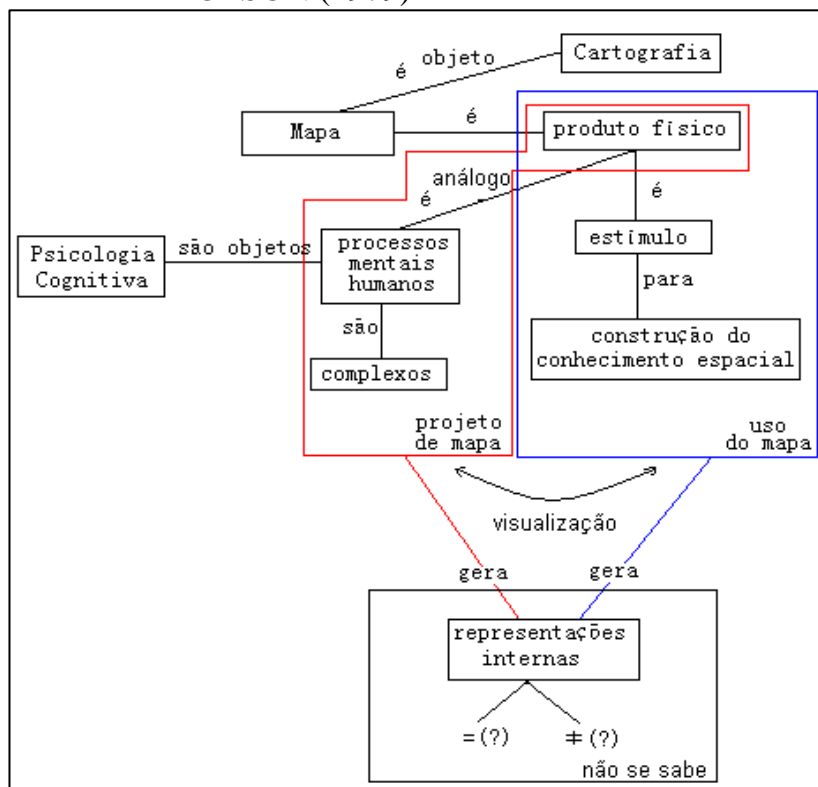 é objeto
Cartografia
Mapa
é
produto físico
análogo
é
é
Psicologia
Cognitiva
são objetos
processos
mentais
humanos
estímulo
para
são
construção do
conhecimento espacial
complexos
projeto
de mapa
uso
do mapa
visualização
gera
gera
representações
internas
=(?)
≠(?)
não se sabe